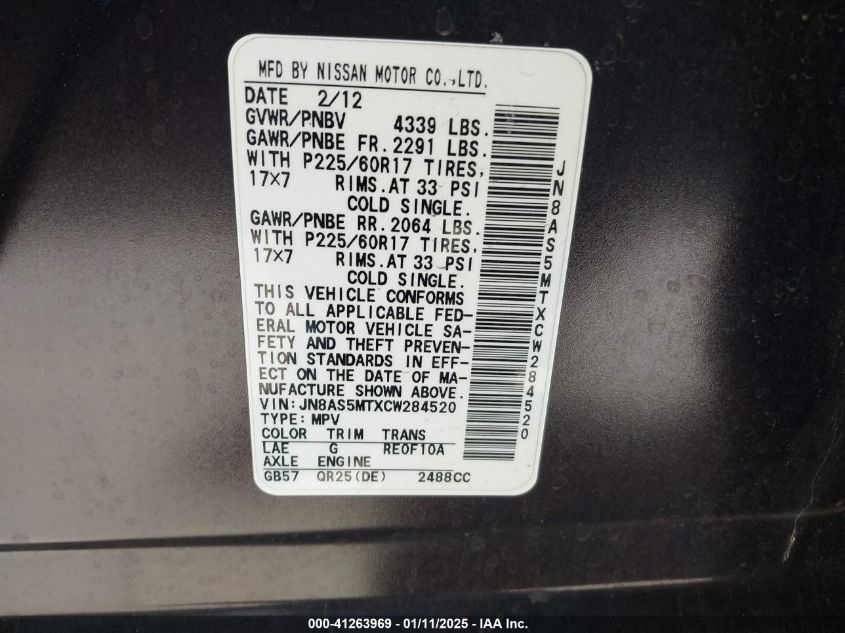 MFD BY NISSAN MOTOR CO.,LTD.
DATE 2/12
GVWR/PNBV 4339 LBS.
GAWR/PNBE FR.2291 LBS.
WITH P225/60R17 TIRES,
17×7 RIMS.AT 33 PSI
COLD SINGLE.
GAWR/PNBE RR.2064 LBS.
WITH P225/60R17 TIRES,
17×7 RIMS.AT 33 PSI
COLD SINGLE.
THIS VEHICLE CONFORMS
TO ALL APPLICABLE FED-
ERAL MOTOR VEHICLE SA-
FETY AND THEFT PREVEN-
TION STANDARDS IN EFF-
ECT ON THE DATE OF MA-
NUFACTURE SHOWN ABOVE.
VIN:JN8AS5MTXCW284520
TYPE:MPV
COLOR TRIM TRANS
LAE G RE0F10A
AXLE ENGINE
GB57 QR25(DE) 2488CC
JN8AS5MTXCW284520
000-41263969 - 01/11/2025 - IAA Inc.